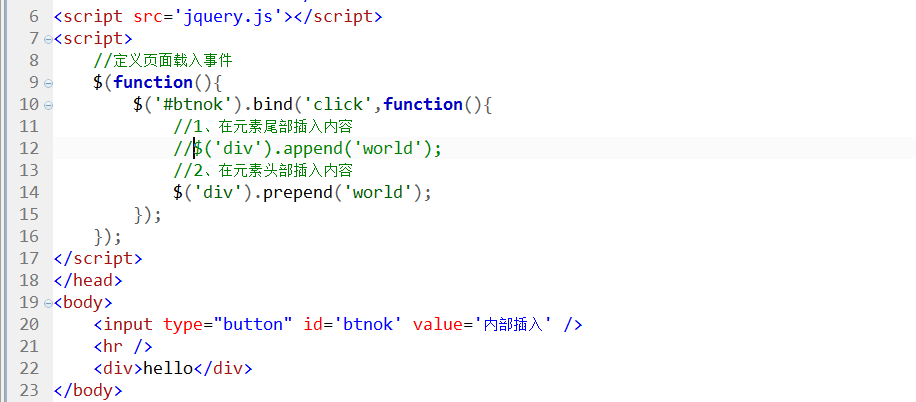 6 <script src='jquery.js'></script>
7 <script>
8 //定义页面载入事件
9 $(function(){
10 $('#btnok').bind('click',function(){
11 //1、在元素尾部插入内容
12 //$('div').append('world');
13 //2、在元素头部插入内容
14 $('div').prepend('world');
15 });
16 });
17 </script>
18 </head>
19 <body>
20 <input type="button" id='btnok' value='内部插入' />
21 <hr />
22 <div>hello</div>
23 </body>